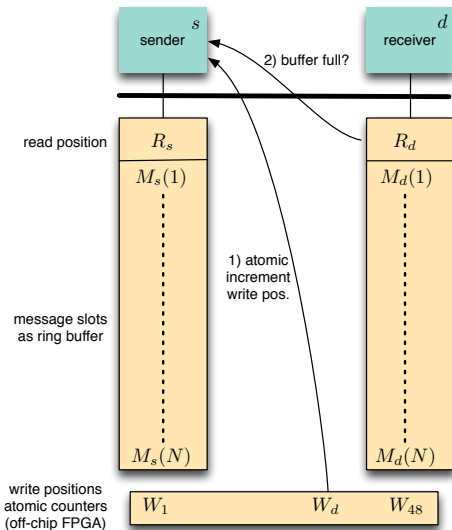 s
sender
d
receiver
2) buffer full?
read position
R_s
R_d
M_s(1)
M_d(1)
1) atomic
increment
write pos.
message slots
as ring buffer
M_s(N)
M_d(N)
write positions
atomic counters
(off-chip FPGA)
W_1
W_d
W_48